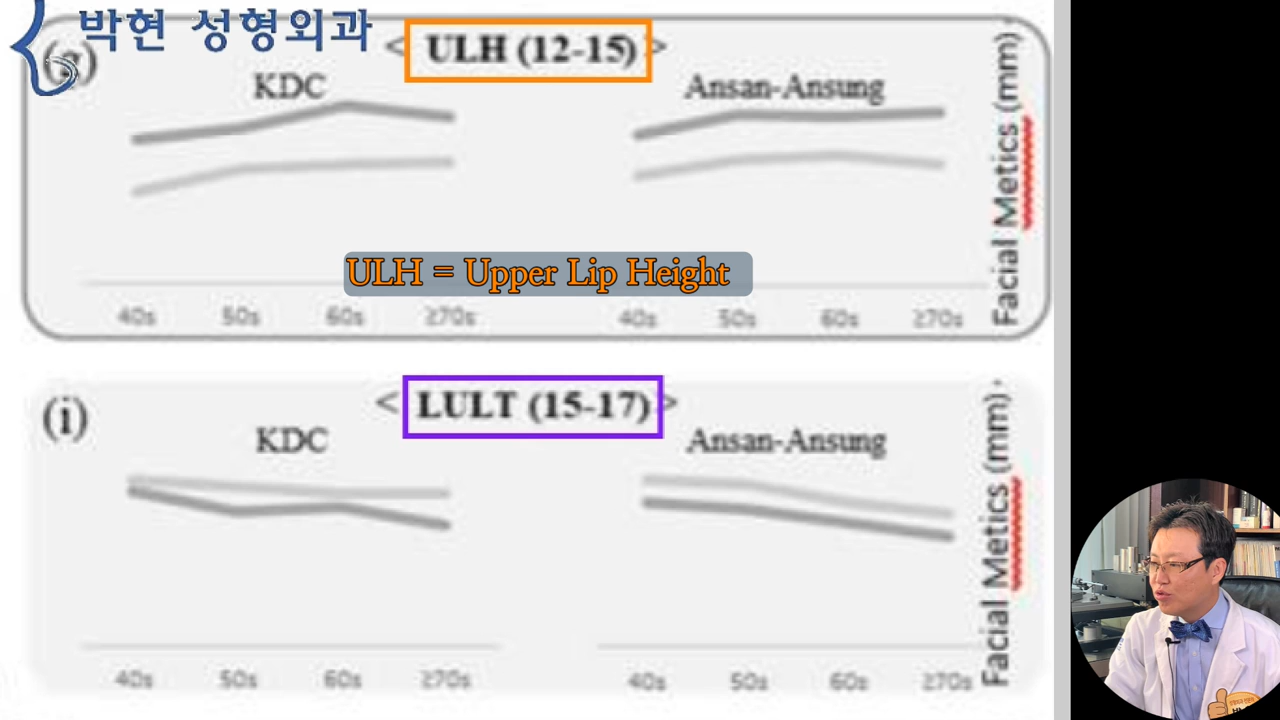 박현 성형외과
(g)
< ULH (12-15) >
KDC
Ansan-Ansung
ULH = Upper Lip Height
40s 50s 60s ≥70s
40s 50s 60s ≥70s
Facial Metics (mm)
(i)
< LULT (15-17) >
KDC
Ansan-Ansung
40s 50s 60s ≥70s
40s 50s 60s ≥70s
Facial Metics (mm)